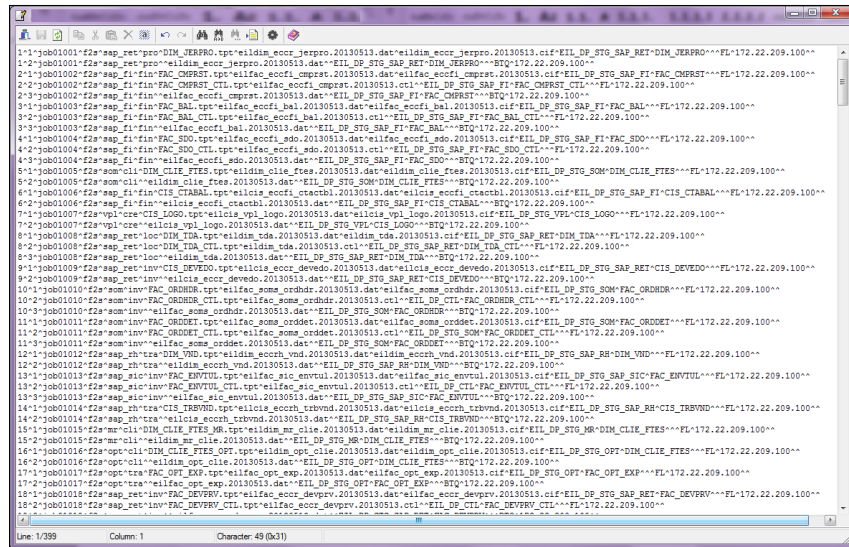 1^1^job01001^f2s^sap_ret^pro^DIM_JERPRO.tpt^eildim_eccr_jerpro.20130513.dat^eildim_eccr_jerpro.20130513.cif^EIL_DP_STG_SAP_RET^DIM_JERPRO^^^FL^172.22.209.100^^
1^2^job01001^f2s^sap_ret^pro^^eildim_eccr_jerpro.20130513.dat^^EIL_DP_STG_SAP_RET^DIM_JERPRO^^^BTQ^172.22.209.100^^
2^1^job01002^f2s^sap_fi^fin^FAC_CMPRST.tpt^eilfac_eccfi_cmprst.20130513.dat^eilfac_eccfi_cmprst.20130513.cif^EIL_DP_STG_SAP_FI^FAC_CMPRST^^^FL^172.22.209.100^^
2^2^job01002^f2s^sap_fi^fin^FAC_CMPRST_CTL.tpt^eilfac_eccfi_cmprst.20130513.ctl^^EIL_DP_STG_SAP_FI^FAC_CMPRST_CTL^^^FL^172.22.209.100^^
2^3^job01002^f2s^sap_fi^fin^^eilfac_eccfi_cmprst.20130513.dat^^EIL_DP_STG_SAP_FI^FAC_CMPRST^^^BTQ^172.22.209.100^^
3^1^job01003^f2s^sap_fi^fin^FAC_BAL.tpt^eilfac_eccfi_bal.20130513.dat^eilfac_eccfi_bal.20130513.cif^EIL_DP_STG_SAP_FI^FAC_BAL^^^FL^172.22.209.100^^
3^2^job01003^f2s^sap_fi^fin^FAC_BAL_CTL.tpt^eilfac_eccfi_bal.20130513.ctl^^EIL_DP_STG_SAP_FI^FAC_BAL_CTL^^^FL^172.22.209.100^^
3^3^job01003^f2s^sap_fi^fin^^eilfac_eccfi_bal.20130513.dat^^EIL_DP_STG_SAP_FI^FAC_BAL^^^BTQ^172.22.209.100^^
4^1^job01004^f2s^sap_fi^fin^FAC_SDO.tpt^eilfac_eccfi_sdo.20130513.dat^eilfac_eccfi_sdo.20130513.cif^EIL_DP_STG_SAP_FI^FAC_SDO^^^FL^172.22.209.100^^
4^2^job01004^f2s^sap_fi^fin^FAC_SDO_CTL.tpt^eilfac_eccfi_sdo.20130513.ctl^^EIL_DP_STG_SAP_FI^FAC_SDO_CTL^^^FL^172.22.209.100^^
4^3^job01004^f2s^sap_fi^fin^^eilfac_eccfi_sdo.20130513.dat^^EIL_DP_STG_SAP_FI^FAC_SDO^^^BTQ^172.22.209.100^^
5^1^job01005^f2s^som^cli^DIM_CLIE_FTES.tpt^eildim_clie_ftes.20130513.dat^eildim_clie_ftes.20130513.cif^EIL_DP_STG_SOM^DIM_CLIE_FTES^^^FL^172.22.209.100^^
5^2^job01005^f2s^som^cli^^eildim_clie_ftes.20130513.dat^^EIL_DP_STG_SOM^DIM_CLIE_FTES^^^BTQ^172.22.209.100^^
6^1^job01006^f2s^sap_fi^fin^CIS_CTABAL.tpt^eilcis_eccfi_ctactbl.20130513.dat^eilcis_eccfi_ctactbl.20130513.cif^EIL_DP_STG_SAP_FI^CIS_CTABAL^^^FL^172.22.209.100^^
6^2^job01006^f2s^sap_fi^fin^^eilcis_eccfi_ctactbl.20130513.dat^^EIL_DP_STG_SAP_FI^CIS_CTABAL^^^BTQ^172.22.209.100^^
7^1^job01007^f2s^vpl^cre^CIS_LOGO.tpt^eilcis_vpl_logo.20130513.dat^eilcis_vpl_logo.20130513.cif^EIL_DP_STG_VPL^CIS_LOGO^^^FL^172.22.209.100^^
7^2^job01007^f2s^vpl^cre^^eilcis_vpl_logo.20130513.dat^^EIL_DP_STG_VPL^CIS_LOGO^^^BTQ^172.22.209.100^^
8^1^job01008^f2s^sap_ret^loc^DIM_TDA.tpt^eildim_tda.20130513.dat^eildim_tda.20130513.cif^EIL_DP_STG_SAP_RET^DIM_TDA^^^FL^172.22.209.100^^
8^2^job01008^f2s^sap_ret^loc^DIM_TDA_CTL.tpt^eildim_tda.20130513.ctl^^EIL_DP_STG_SAP_RET^DIM_TDA_CTL^^^FL^172.22.209.100^^
8^3^job01008^f2s^sap_ret^loc^^eildim_tda.20130513.dat^^EIL_DP_STG_SAP_RET^DIM_TDA^^^BTQ^172.22.209.100^^
9^1^job01009^f2s^sap_ret^inv^CIS_DEVEDO.tpt^eilcis_eccr_devedo.20130513.dat^eilcis_eccr_devedo.20130513.cif^EIL_DP_STG_SAP_RET^CIS_DEVEDO^^^FL^172.22.209.100^^
9^2^job01009^f2s^sap_ret^inv^^eilcis_eccr_devedo.20130513.dat^^EIL_DP_STG_SAP_RET^CIS_DEVEDO^^^BTQ^172.22.209.100^^
10^1^job01010^f2s^som^inv^FAC_ORDHDR.tpt^eilfac_soms_ordhdr.20130513.dat^eilfac_soms_ordhdr.20130513.cif^EIL_DP_STG_SOM^FAC_ORDHDR^^^FL^172.22.209.100^^
10^2^job01010^f2s^som^inv^FAC_ORDHDR_CTL.tpt^eilfac_soms_ordhdr.20130513.ctl^^EIL_DP_CTL^FAC_ORDHDR_CTL^^^FL^172.22.209.100^^
10^3^job01010^f2s^som^inv^^eilfac_soms_ordhdr.20130513.dat^^EIL_DP_STG_SOM^FAC_ORDHDR^^^BTQ^172.22.209.100^^
11^1^job01011^f2s^som^inv^FAC_ORDDET.tpt^eilfac_soms_orddet.20130513.dat^eilfac_soms_orddet.20130513.cif^EIL_DP_STG_SOM^FAC_ORDDET^^^FL^172.22.209.100^^
11^2^job01011^f2s^som^inv^FAC_ORDDET_CTL.tpt^eilfac_soms_orddet.20130513.ctl^^EIL_DP_STG_SOM^FAC_ORDDET_CTL^^^FL^172.22.209.100^^
11^3^job01011^f2s^som^inv^^eilfac_soms_orddet.20130513.dat^^EIL_DP_STG_SOM^FAC_ORDDET^^^BTQ^172.22.209.100^^
12^1^job01012^f2s^sap_rh^tra^DIM_VND.tpt^eildim_eccrh_vnd.20130513.dat^eildim_eccrh_vnd.20130513.cif^EIL_DP_STG_SAP_RH^DIM_VND^^^FL^172.22.209.100^^
12^2^job01012^f2s^sap_rh^tra^^eildim_eccrh_vnd.20130513.dat^^EIL_DP_STG_SAP_RH^DIM_VND^^^BTQ^172.22.209.100^^
13^1^job01013^f2s^sap_sic^inv^FAC_ENVTUL.tpt^eilfac_sic_envtul.20130513.dat^eilfac_sic_envtul.20130513.cif^EIL_DP_STG_SAP_SIC^FAC_ENVTUL^^^FL^172.22.209.100^^
13^2^job01013^f2s^sap_sic^inv^FAC_ENVTUL_CTL.tpt^eilfac_sic_envtul.20130513.ctl^^EIL_DP_CTL^FAC_ENVTUL_CTL^^^FL^172.22.209.100^^
13^3^job01013^f2s^sap_sic^inv^^eilfac_sic_envtul.20130513.dat^^EIL_DP_STG_SAP_SIC^FAC_ENVTUL^^^BTQ^172.22.209.100^^
14^1^job01014^f2s^sap_rh^tra^CIS_TRBVND.tpt^eilcis_eccrh_trbvnd.20130513.dat^eilcis_eccrh_trbvnd.20130513.cif^EIL_DP_STG_SAP_RH^CIS_TRBVND^^^FL^172.22.209.100^^
14^2^job01014^f2s^sap_rh^tra^^eilcis_eccrh_trbvnd.20130513.dat^^EIL_DP_STG_SAP_RH^CIS_TRBVND^^^BTQ^172.22.209.100^^
15^1^job01015^f2s^mr^cli^DIM_CLIE_FTES_MR.tpt^eildim_mr_clie.20130513.dat^eildim_mr_clie.20130513.cif^EIL_DP_STG_MR^DIM_CLIE_FTES^^^FL^172.22.209.100^^
15^2^job01015^f2s^mr^cli^^eildim_mr_clie.20130513.dat^^EIL_DP_STG_MR^DIM_CLIE_FTES^^^BTQ^172.22.209.100^^
16^1^job01016^f2s^opt^cli^DIM_CLIE_FTES_OPT.tpt^eildim_opt_clie.20130513.dat^eildim_opt_clie.20130513.cif^EIL_DP_STG_OPT^DIM_CLIE_FTES^^^FL^172.22.209.100^^
16^2^job01016^f2s^opt^cli^^eildim_opt_clie.20130513.dat^^EIL_DP_STG_OPT^DIM_CLIE_FTES^^^BTQ^172.22.209.100^^
17^1^job01017^f2s^opt^tra^FAC_OPT_EXP.tpt^eilfac_opt_exp.20130513.dat^eilfac_opt_exp.20130513.cif^EIL_DP_STG_OPT^FAC_OPT_EXP^^^FL^172.22.209.100^^
17^2^job01017^f2s^opt^tra^^eilfac_opt_exp.20130513.dat^^EIL_DP_STG_OPT^FAC_OPT_EXP^^^BTQ^172.22.209.100^^
18^1^job01018^f2s^sap_ret^inv^FAC_DEVPRV.tpt^eilfac_eccr_devprv.20130513.dat^eilfac_eccr_devprv.20130513.cif^EIL_DP_STG_SAP_RET^FAC_DEVPRV^^^FL^172.22.209.100^^
18^2^job01018^f2s^sap_ret^inv^FAC_DEVPRV_CTL.tpt^eilfac_eccr_devprv.20130513.ctl^^EIL_DP_CTL^FAC_DEVPRV_CTL^^^FL^172.22.209.100^^
Line: 1/399 Column: 1 Character: 49 (0x31)